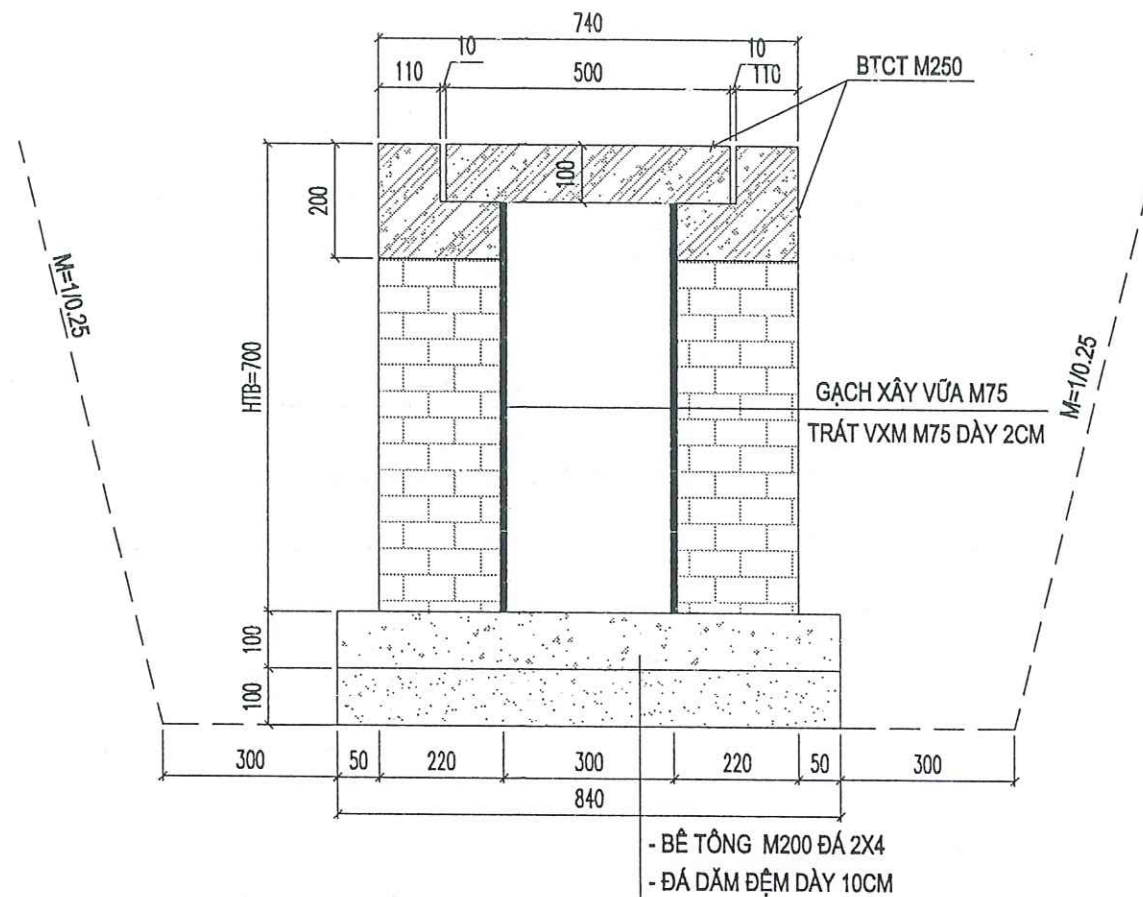 740
10
10
110
500
110
BTCT M250
200
100
M=1/0.25
HTB=700
M=1/0.25
GẠCH XÂY VỮA M75
TRÁT VXM M75 DÀY 2CM
100
100
300
50
220
300
220
50
300
840
- BÊ TÔNG M200 ĐÁ 2X4
- ĐÁ DĂM ĐỆM DÀY 10CM